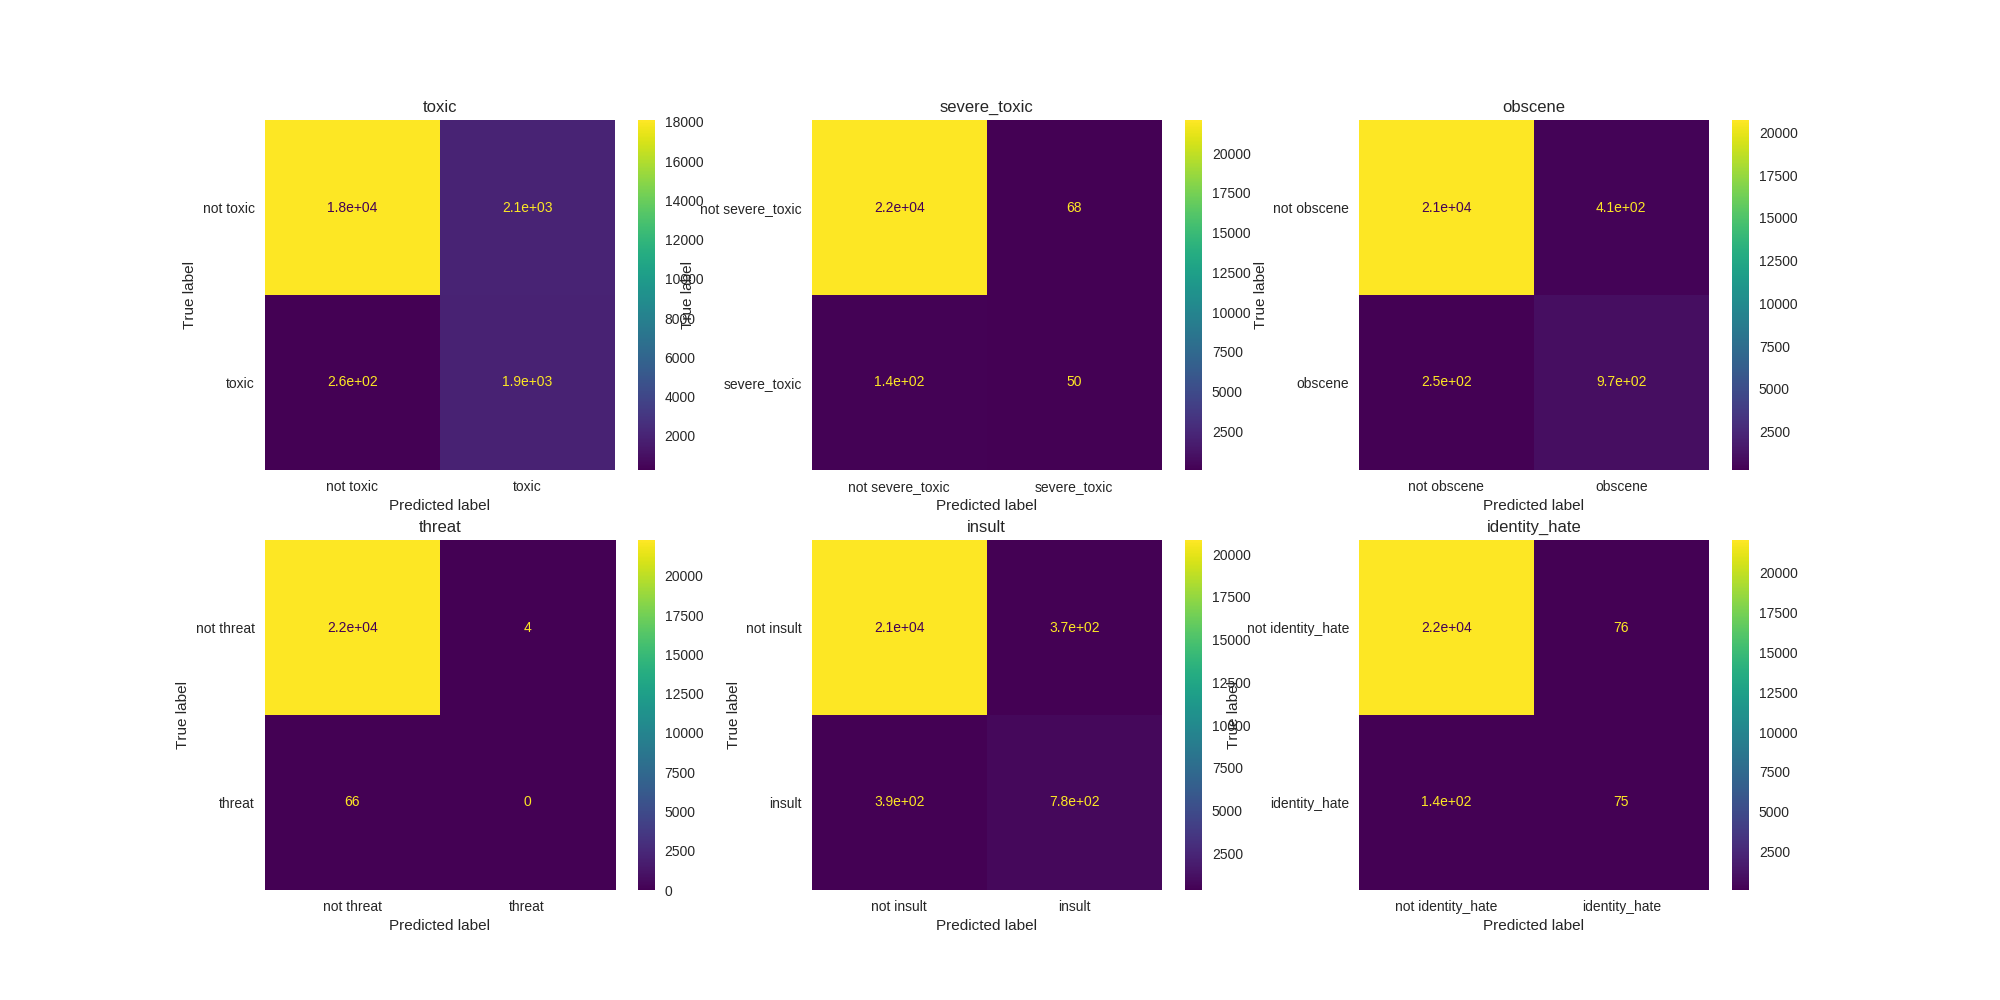 toxic
18000
16000
14000
12000
10000
8000
6000
4000
2000
not toxic
1.8e+04 2.1e+03
toxic
2.6e+02 1.9e+03
True label
not toxic toxic
Predicted label
severe_toxic
20000
17500
15000
12500
10000
7500
5000
2500
not severe_toxic
2.2e+04 68
severe_toxic
1.4e+02 50
True label
not severe_toxic severe_toxic
Predicted label
obscene
20000
17500
15000
12500
10000
7500
5000
2500
not obscene
2.1e+04 4.1e+02
obscene
2.5e+02 9.7e+02
True label
not obscene obscene
Predicted label
threat
20000
17500
15000
12500
10000
7500
5000
2500
0
not threat
2.2e+04 4
threat
66 0
True label
not threat threat
Predicted label
insult
20000
17500
15000
12500
10000
7500
5000
2500
not insult
2.1e+04 3.7e+02
insult
3.9e+02 7.8e+02
True label
not insult insult
Predicted label
identity_hate
20000
17500
15000
12500
10000
7500
5000
2500
not identity_hate
2.2e+04 76
identity_hate
1.4e+02 75
True label
not identity_hate identity_hate
Predicted label